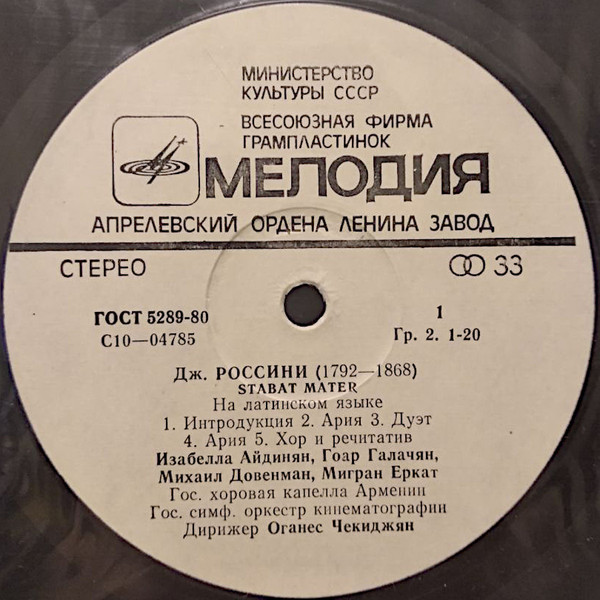 МИНИСТЕРСТВО
КУЛЬТУРЫ СССР
ВСЕСОЮЗНАЯ ФИРМА
ГРАМПЛАСТИНОК
МЕЛОДИЯ
АПРЕЛЕВСКИЙ ОРДЕНА ЛЕНИНА ЗАВОД
СТЕРЕО 33
ГОСТ 5289-80 1
С10—04785 Гр. 2. 1-20
Дж. РОССИНИ (1792—1868)
STABAT MATER
На латинском языке
1. Интродукция 2. Ария 3. Дуэт
4. Ария 5. Хор и речитатив
Изабелла Айдинян, Гоар Галачян,
Михаил Довенман, Мигран Еркат
Гос. хоровая капелла Армении
Гос. симф. оркестр кинематографии
Дирижер Оганес Чекиджян